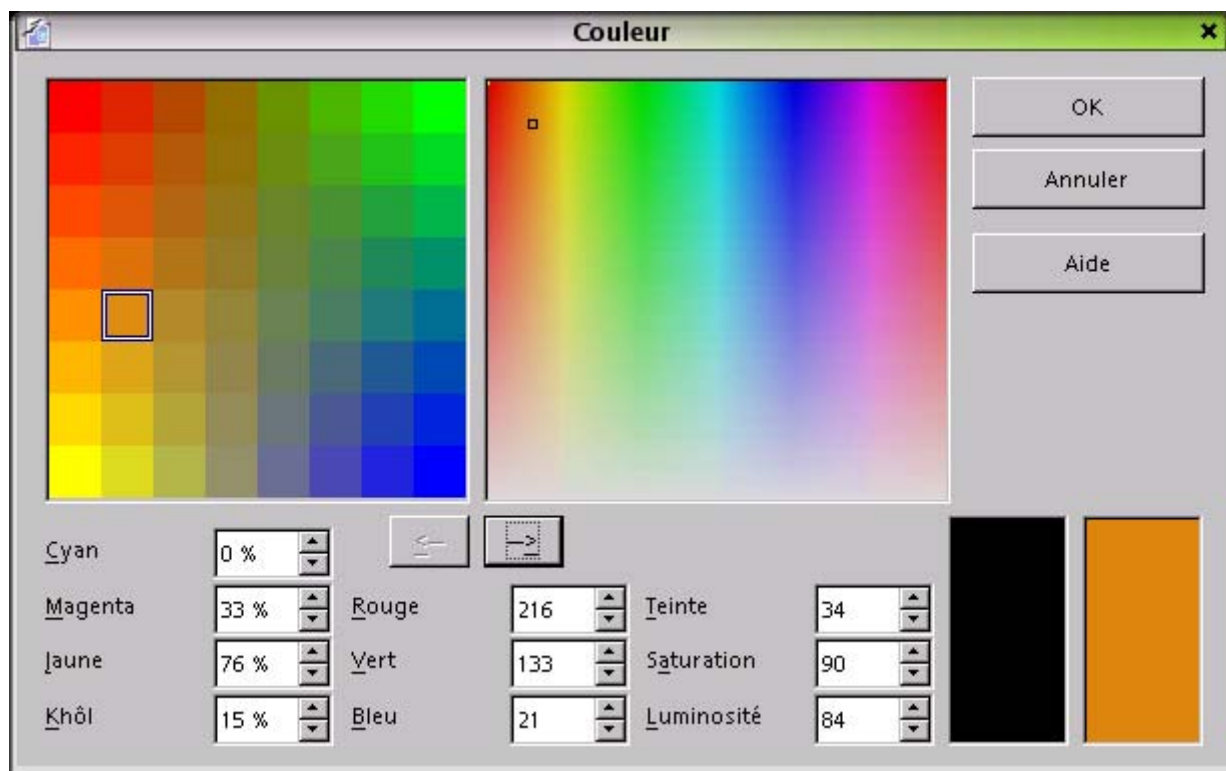 Couleur
OK
Annuler
Aide
Cyan 0 %
<-- -->
Magenta 33 % Rouge 216 Teinte 34
Jaune 76 % Vert 133 Saturation 90
Khôl 15 % Bleu 21 Luminosité 84